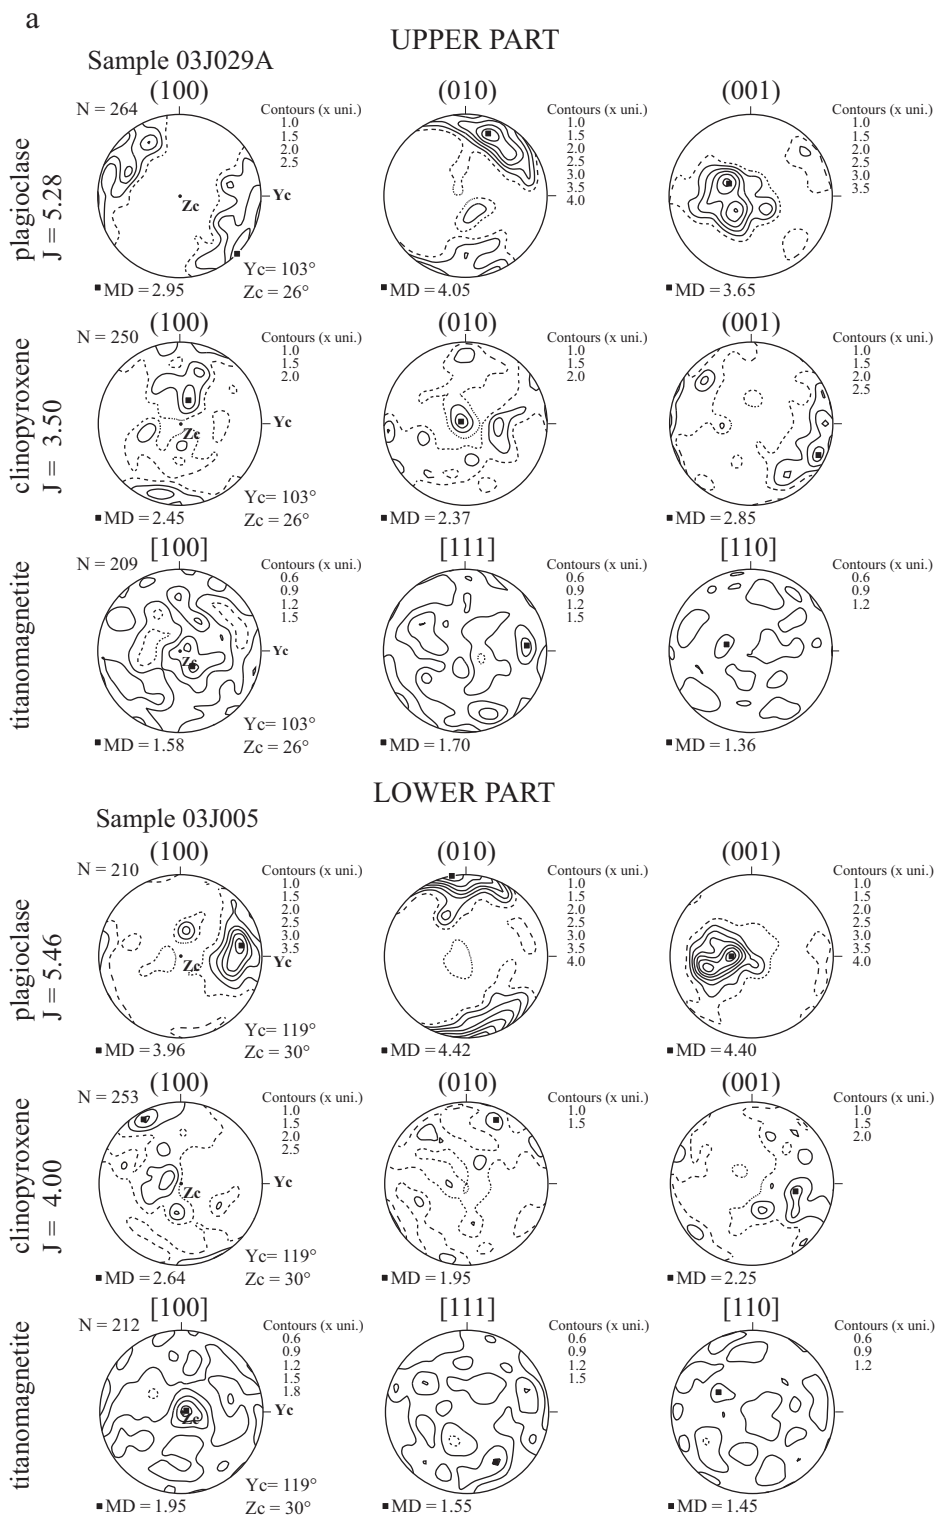 a
UPPER PART
Sample 03J029A
plagioclase
J = 5.28
(100)
N = 264
Contours (x uni.)
1.0
1.5
2.0
2.5
Zc
Yc
MD = 2.95
Yc= 103°
Zc = 26°
(010)
Contours (x uni.)
1.0
1.5
2.0
2.5
3.0
3.5
4.0
MD = 4.05
(001)
Contours (x uni.)
1.0
1.5
2.0
2.5
3.0
3.5
MD = 3.65
clinopyroxene
J = 3.50
(100)
N = 250
Contours (x uni.)
1.0
1.5
2.0
Zc
Yc
MD = 2.45
Yc= 103°
Zc = 26°
(010)
Contours (x uni.)
1.0
1.5
2.0
MD = 2.37
(001)
Contours (x uni.)
1.0
1.5
2.0
2.5
MD = 2.85
titanomagnetite
[100]
N = 209
Contours (x uni.)
0.6
0.9
1.2
1.5
Zc
Yc
MD = 1.58
Yc= 103°
Zc = 26°
[111]
Contours (x uni.)
0.6
0.9
1.2
1.5
MD = 1.70
[110]
Contours (x uni.)
0.6
0.9
1.2
MD = 1.36
LOWER PART
Sample 03J005
plagioclase
J = 5.46
(100)
N = 210
Contours (x uni.)
1.0
1.5
2.0
2.5
3.0
3.5
Zc
Yc
MD = 3.96
Yc= 119°
Zc = 30°
(010)
Contours (x uni.)
1.0
1.5
2.0
2.5
3.0
3.5
4.0
MD = 4.42
(001)
Contours (x uni.)
1.0
1.5
2.0
2.5
3.0
3.5
4.0
MD = 4.40
clinopyroxene
J = 4.00
(100)
N = 253
Contours (x uni.)
1.0
1.5
2.0
2.5
Zc
Yc
MD = 2.64
Yc= 119°
Zc = 30°
(010)
Contours (x uni.)
1.0
1.5
MD = 1.95
(001)
Contours (x uni.)
1.0
1.5
2.0
MD = 2.25
titanomagnetite
[100]
N = 212
Contours (x uni.)
0.6
0.9
1.2
1.5
1.8
Zc
Yc
MD = 1.95
Yc= 119°
Zc = 30°
[111]
Contours (x uni.)
0.6
0.9
1.2
1.5
MD = 1.55
[110]
Contours (x uni.)
0.6
0.9
1.2
MD = 1.45